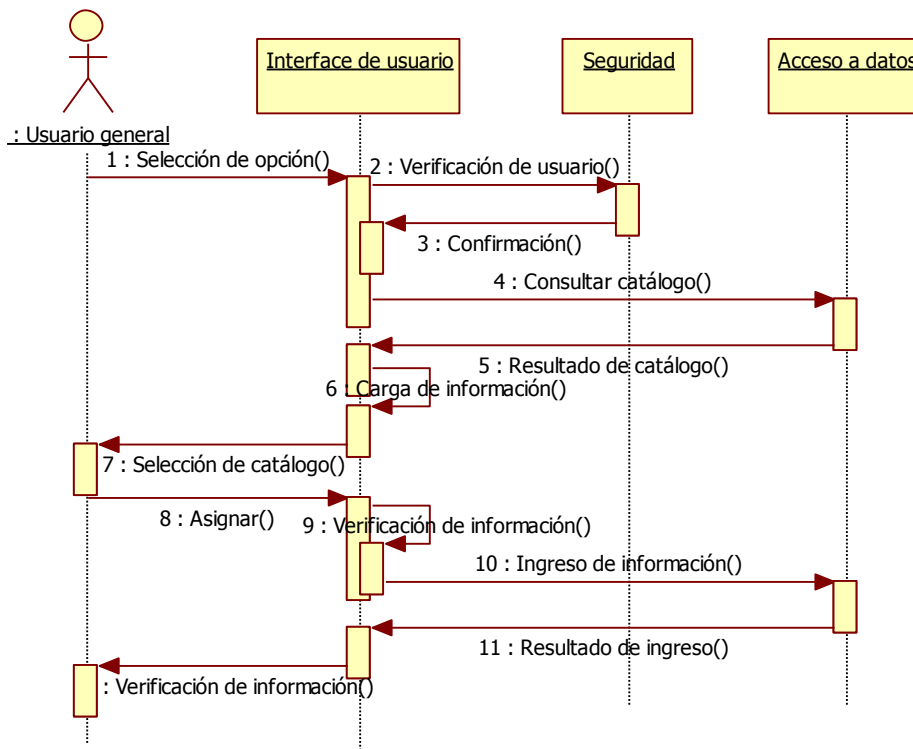 Interface de usuario
Seguridad
Acceso a datos
: Usuario general
1 : Selección de opción()
2 : Verificación de usuario()
3 : Confirmación()
4 : Consultar catálogo()
5 : Resultado de catálogo()
6 : Carga de información()
7 : Selección de catálogo()
8 : Asignar()
9 : Verificación de información()
10 : Ingreso de información()
11 : Resultado de ingreso()
: Verificación de información()